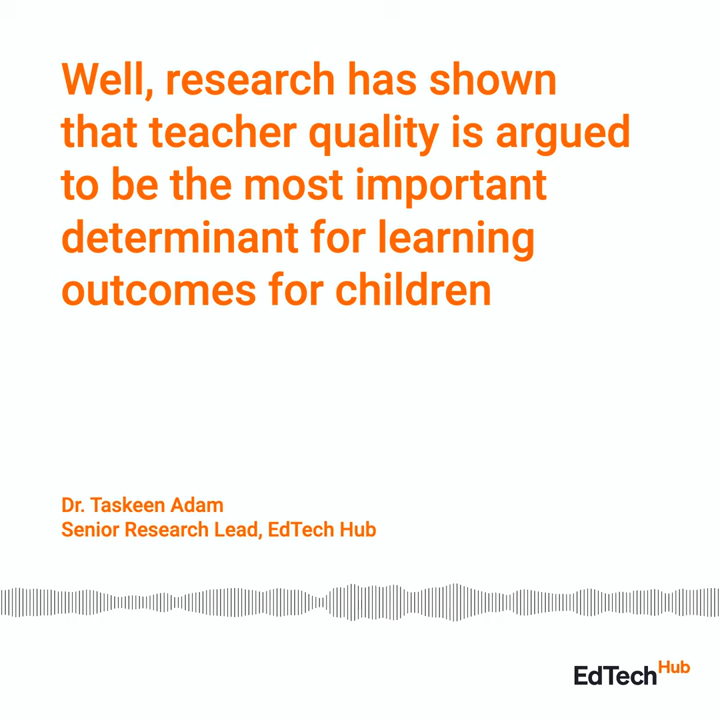 Well, research has shown
that teacher quality is argued
to be the most important
determinant for learning
outcomes for children
Dr. Taskeen Adam
Senior Research Lead, EdTech Hub
EdTech Hub